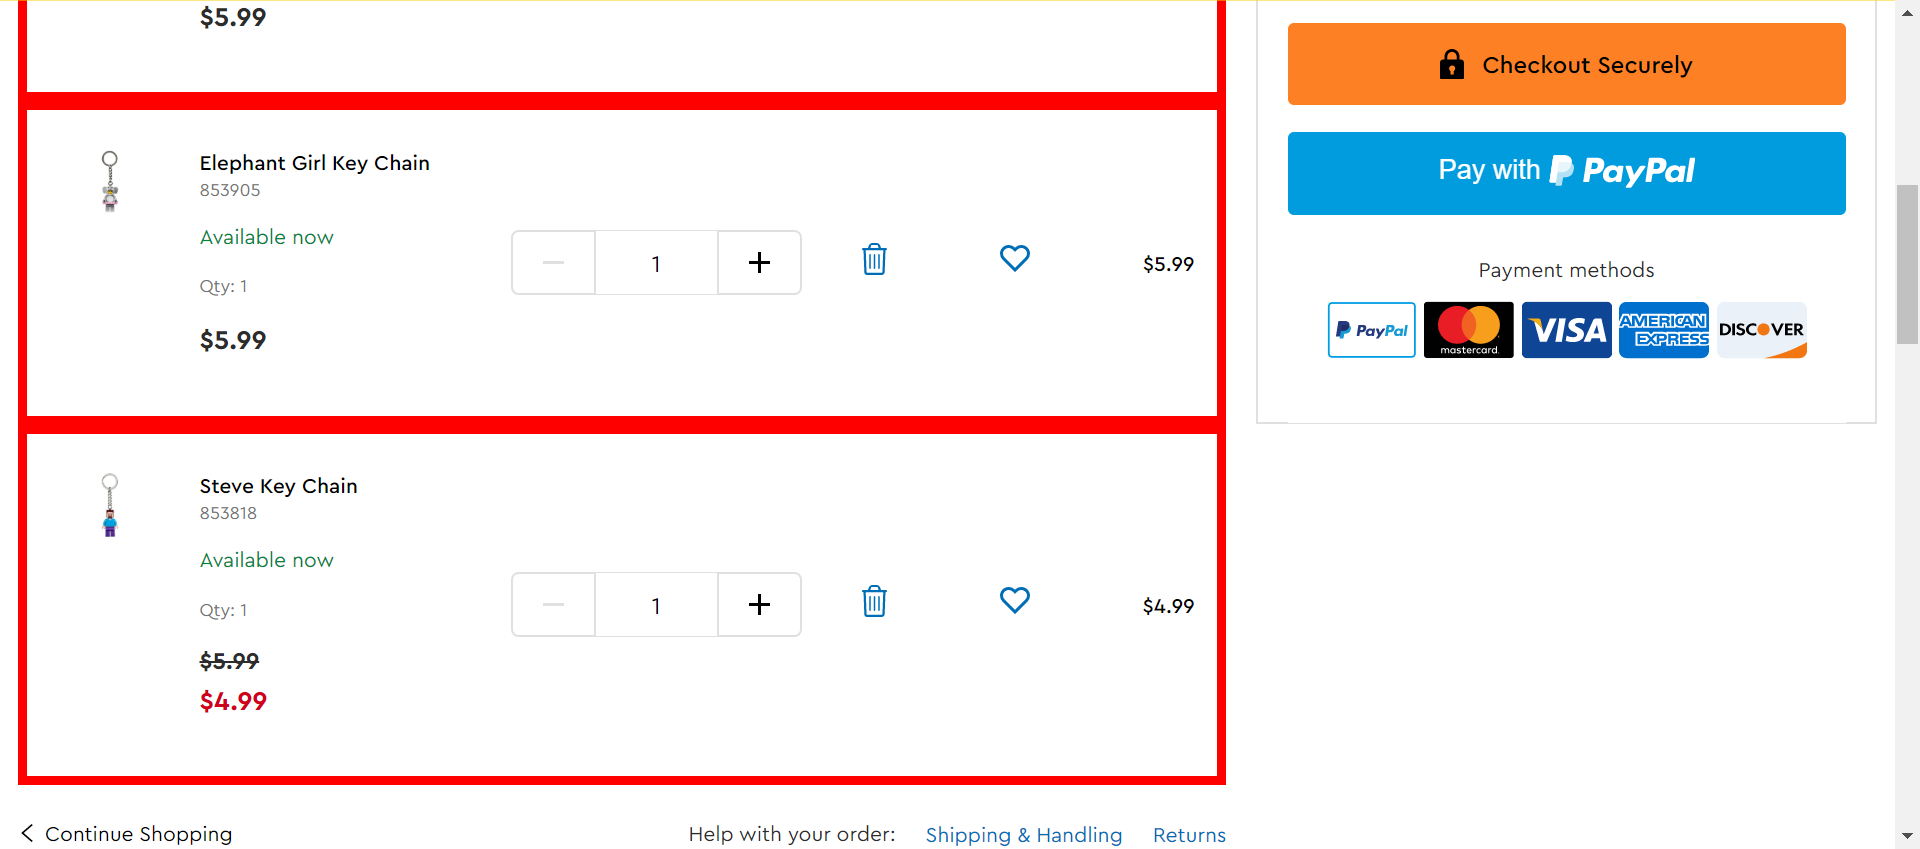 $5.99
Elephant Girl Key Chain
853905
Available now
Qty: 1
$5.99
1
$5.99
Steve Key Chain
853818
Available now
Qty: 1
$5.99
$4.99
1
$4.99
Continue Shopping
Help with your order: Shipping & Handling Returns
Checkout Securely
Pay with PayPal
Payment methods
PayPal
mastercard.
VISA
AMERICAN
EXPRESS
DISCOVER